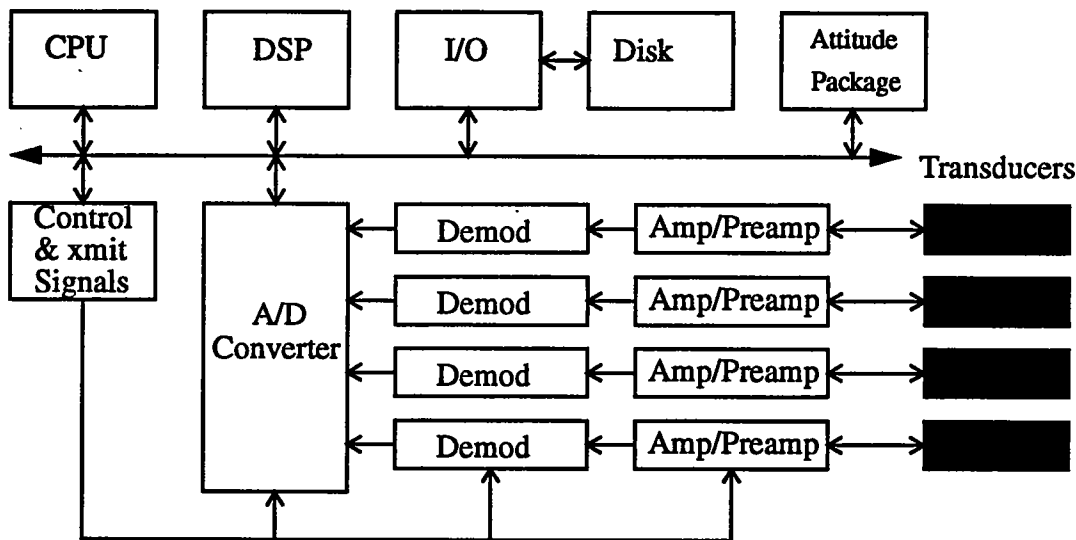 CPU
DSP
I/O
Disk
Attitude
Package
Transducers
Control
& xmit
Signals
A/D
Converter
Demod
Amp/Preamp
Demod
Amp/Preamp
Demod
Amp/Preamp
Demod
Amp/Preamp